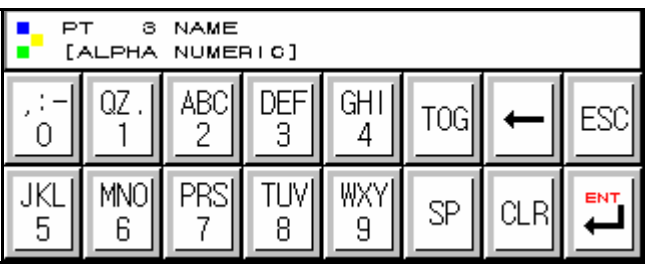 PT 3 NAME
[ALPHA NUMERIC]
,:- QZ. ABC DEF GHI TOG ← ESC
0 1 2 3 4
JKL MNO PRS TUV WXY SP CLR ENT
5 6 7 8 9